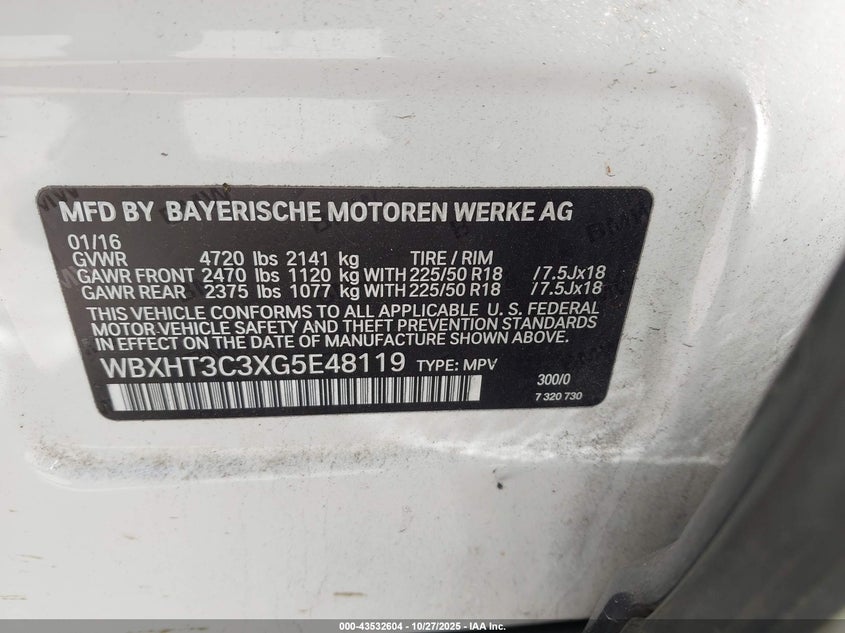 MFD BY BAYERISCHE MOTOREN WERKE AG
01/16
GVWR 4720 lbs 2141 kg TIRE / RIM
GAWR FRONT 2470 lbs 1120 kg WITH 225/50 R18 / 7.5Jx18
GAWR REAR 2375 lbs 1077 kg WITH 225/50 R18 / 7.5Jx18
THIS VEHICLE CONFORMS TO ALL APPLICABLE U. S. FEDERAL
MOTOR VEHICLE SAFETY AND THEFT PREVENTION STANDARDS
IN EFFECT ON THE DATE OF MANUFACTURE SHOWN ABOVE.
WBXHT3C3XG5E48119 TYPE: MPV
300/0
7 320 730
000-43532604 | 10/27/2025 - IAA Inc.